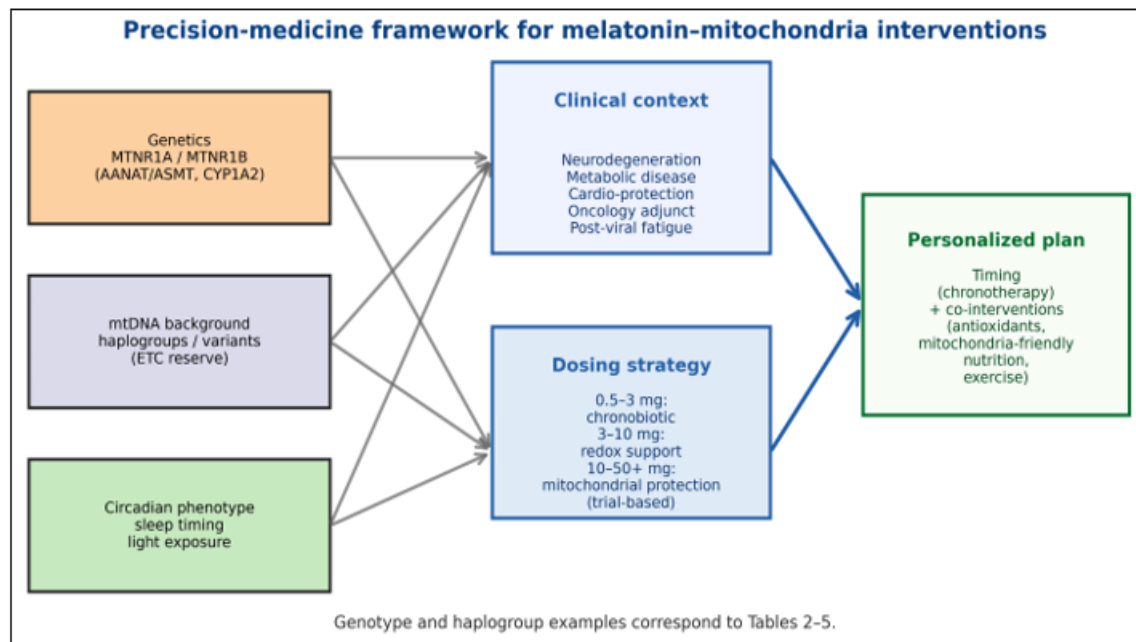 Precision-medicine framework for melatonin–mitochondria interventions
Genetics
MTNR1A / MTNR1B
(AANAT/ASMT, CYP1A2)
mtDNA background
haplogroups / variants
(ETC reserve)
Circadian phenotype
sleep timing
light exposure
Clinical context
Neurodegeneration
Metabolic disease
Cardio-protection
Oncology adjunct
Post-viral fatigue
Dosing strategy
0.5–3 mg:
chronobiotic
3–10 mg:
redox support
10–50+ mg:
mitochondrial protection
(trial-based)
Personalized plan
Timing
(chronotherapy)
+ co-interventions
(antioxidants,
mitochondria-friendly
nutrition,
exercise)
Genotype and haplogroup examples correspond to Tables 2–5.